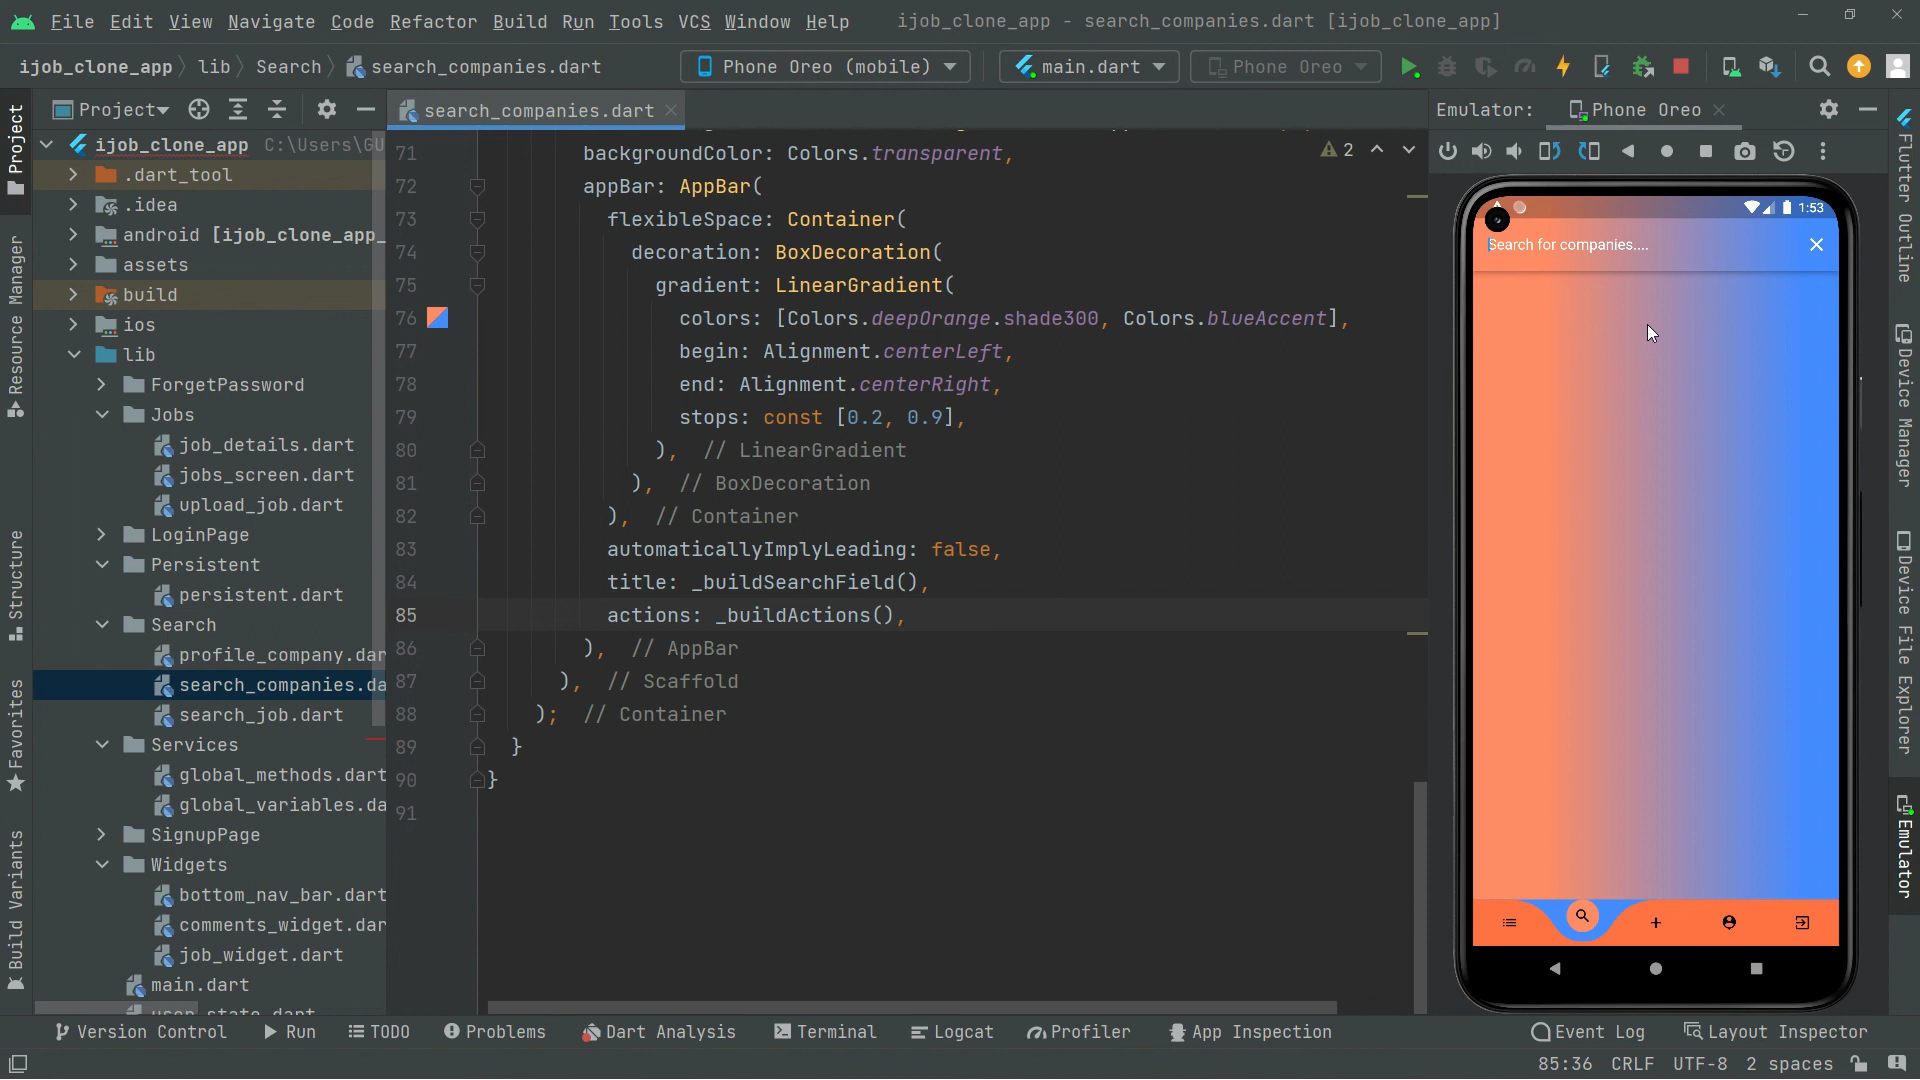 File Edit View Navigate Code Refactor Build Run Tools VCS Window Help ijob_clone_app - search_companies.dart [ijob_clone_app]
ijob_clone_app lib Search search_companies.dart Phone Oreo (mobile) main.dart Phone Oreo
Project search_companies.dart Emulator: Phone Oreo
ijob_clone_app C:\Users\GU
.dart_tool
.idea
android [ijob_clone_app_
assets
build
ios
lib
ForgetPassword
Jobs
job_details.dart
jobs_screen.dart
upload_job.dart
LoginPage
Persistent
persistent.dart
Search
profile_company.dar
search_companies.da
search_job.dart
Services
global_methods.dart
global_variables.da
SignupPage
Widgets
bottom_nav_bar.dart
comments_widget.dar
job_widget.dart
main.dart
Project
Resource Manager
Structure
Favorites
Build Variants
2
71 backgroundColor: Colors.transparent,
72 appBar: AppBar(
73 flexibleSpace: Container(
74 decoration: BoxDecoration(
75 gradient: LinearGradient(
76 colors: [Colors.deepOrange.shade300, Colors.blueAccent],
77 begin: Alignment.centerLeft,
78 end: Alignment.centerRight,
79 stops: const [0.2, 0.9],
80 ), // LinearGradient
81 ), // BoxDecoration
82 ), // Container
83 automaticallyImplyLeading: false,
84 title: _buildSearchField(),
85 actions: _buildActions(),
86 ), // AppBar
87 ), // Scaffold
88 ); // Container
89 }
90 }
91
1:53
Search for companies....
Flutter Outline
Device Manager
Device File Explorer
Emulator
Version Control Run TODO Problems Dart Analysis Terminal Logcat Profiler App Inspection Event Log Layout Inspector
85:36 CRLF UTF-8 2 spaces